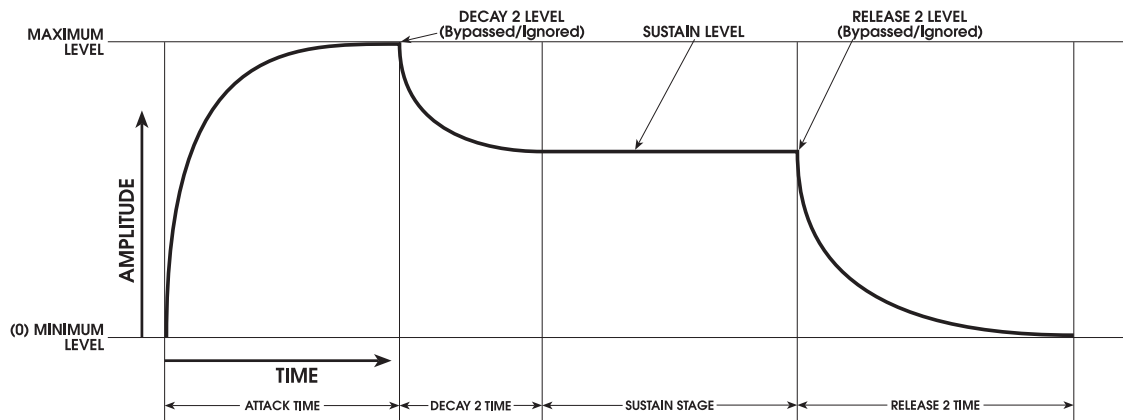 DECAY 2 LEVEL
(Bypassed/Ignored)
RELEASE 2 LEVEL
(Bypassed/Ignored)
MAXIMUM
LEVEL
SUSTAIN LEVEL
AMPLITUDE
(0) MINIMUM
LEVEL
TIME
ATTACK TIME
DECAY 2 TIME
SUSTAIN STAGE
RELEASE 2 TIME